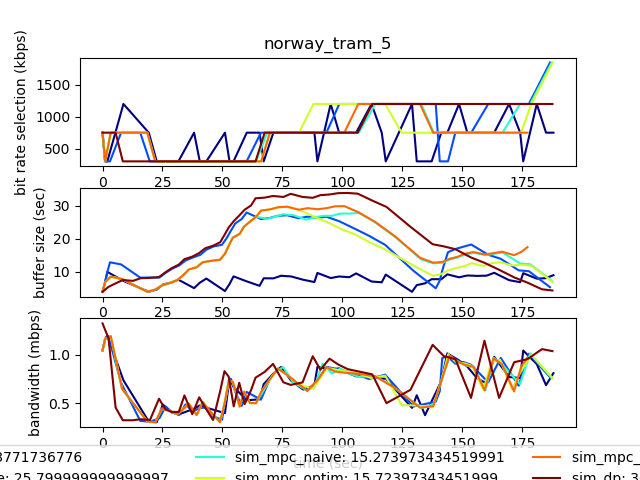 norway_tram_5
bit rate selection (kbps)
1500
1000
500
0 25 50 75 100 125 150 175
buffer size (sec)
30
20
10
0 25 50 75 100 125 150 175
bandwidth (mbps)
1.0
0.5
0 25 50 75 100 125 150 175
time (sec)
3771736776 sim_mpc_naive: 15.273973434519991 sim_mpc_
e: 25.799999999999997 sim_mpc_optim: 15.72397343451999 sim_dp: 3